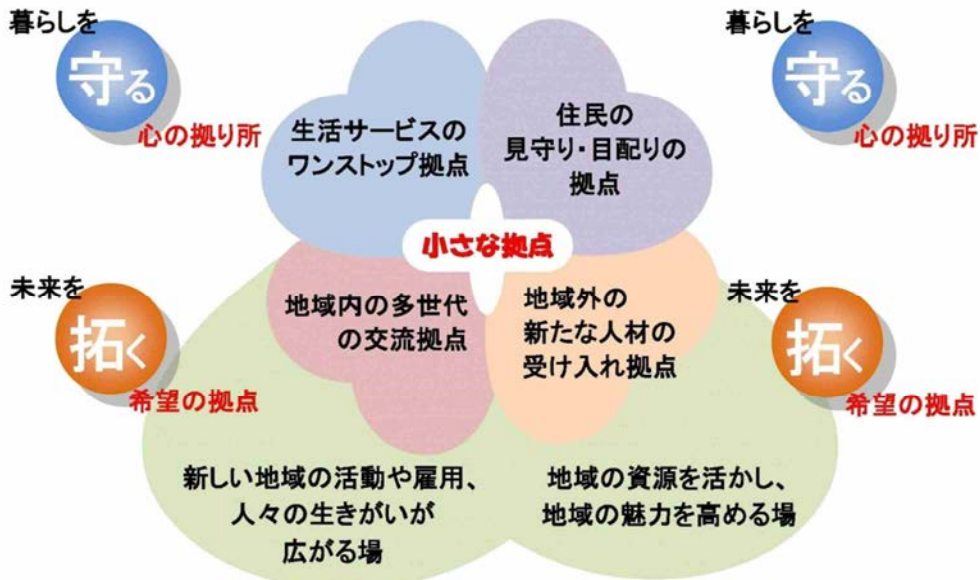 暮らしを
守る
心の拠り所
生活サービスの
ワンストップ拠点
住民の
見守り・目配りの
拠点
暮らしを
守る
心の拠り所
小さな拠点
未来を
拓く
希望の拠点
地域内の多世代
の交流拠点
地域外の
新たな人材の
受け入れ拠点
未来を
拓く
希望の拠点
新しい地域の活動や雇用、
人々の生きがいが
広がる場
地域の資源を活かし、
地域の魅力を高める場